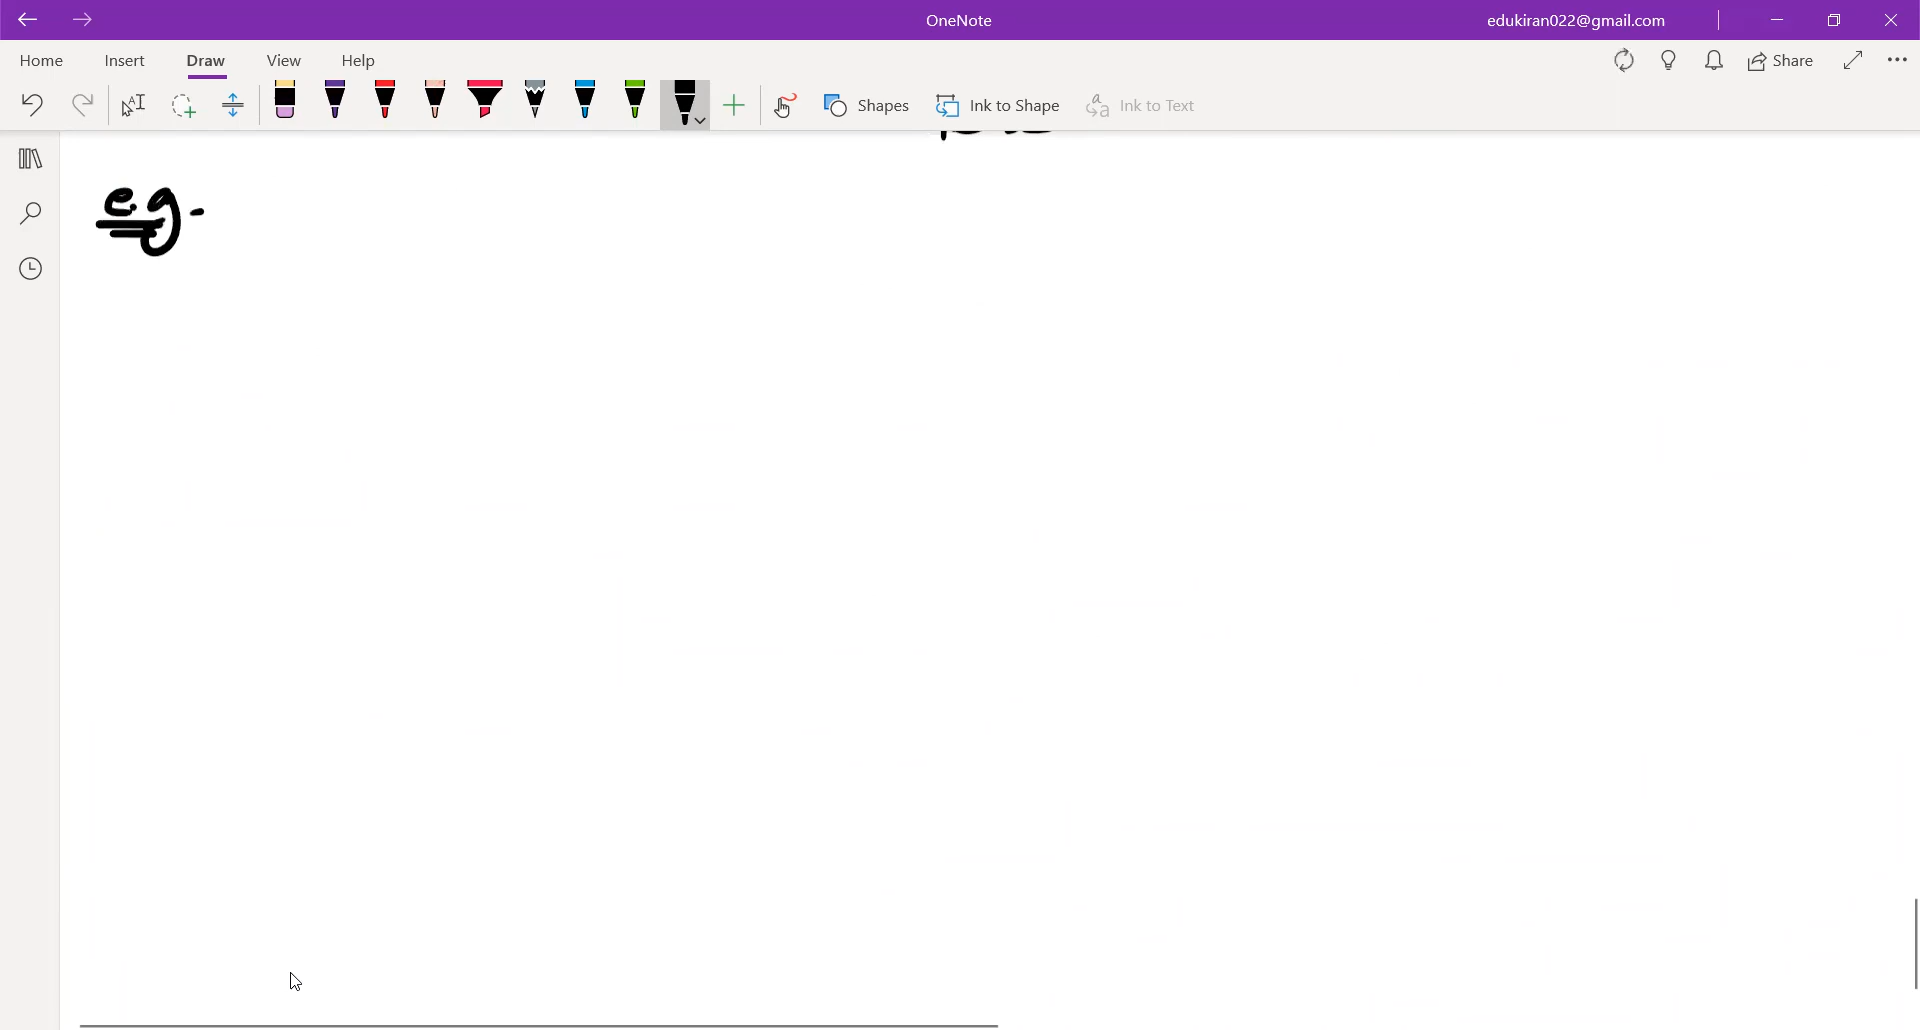 OneNote
edukiran022@gmail.com
Home Insert Draw View Help
Share
Shapes Ink to Shape Ink to Text
e.g-